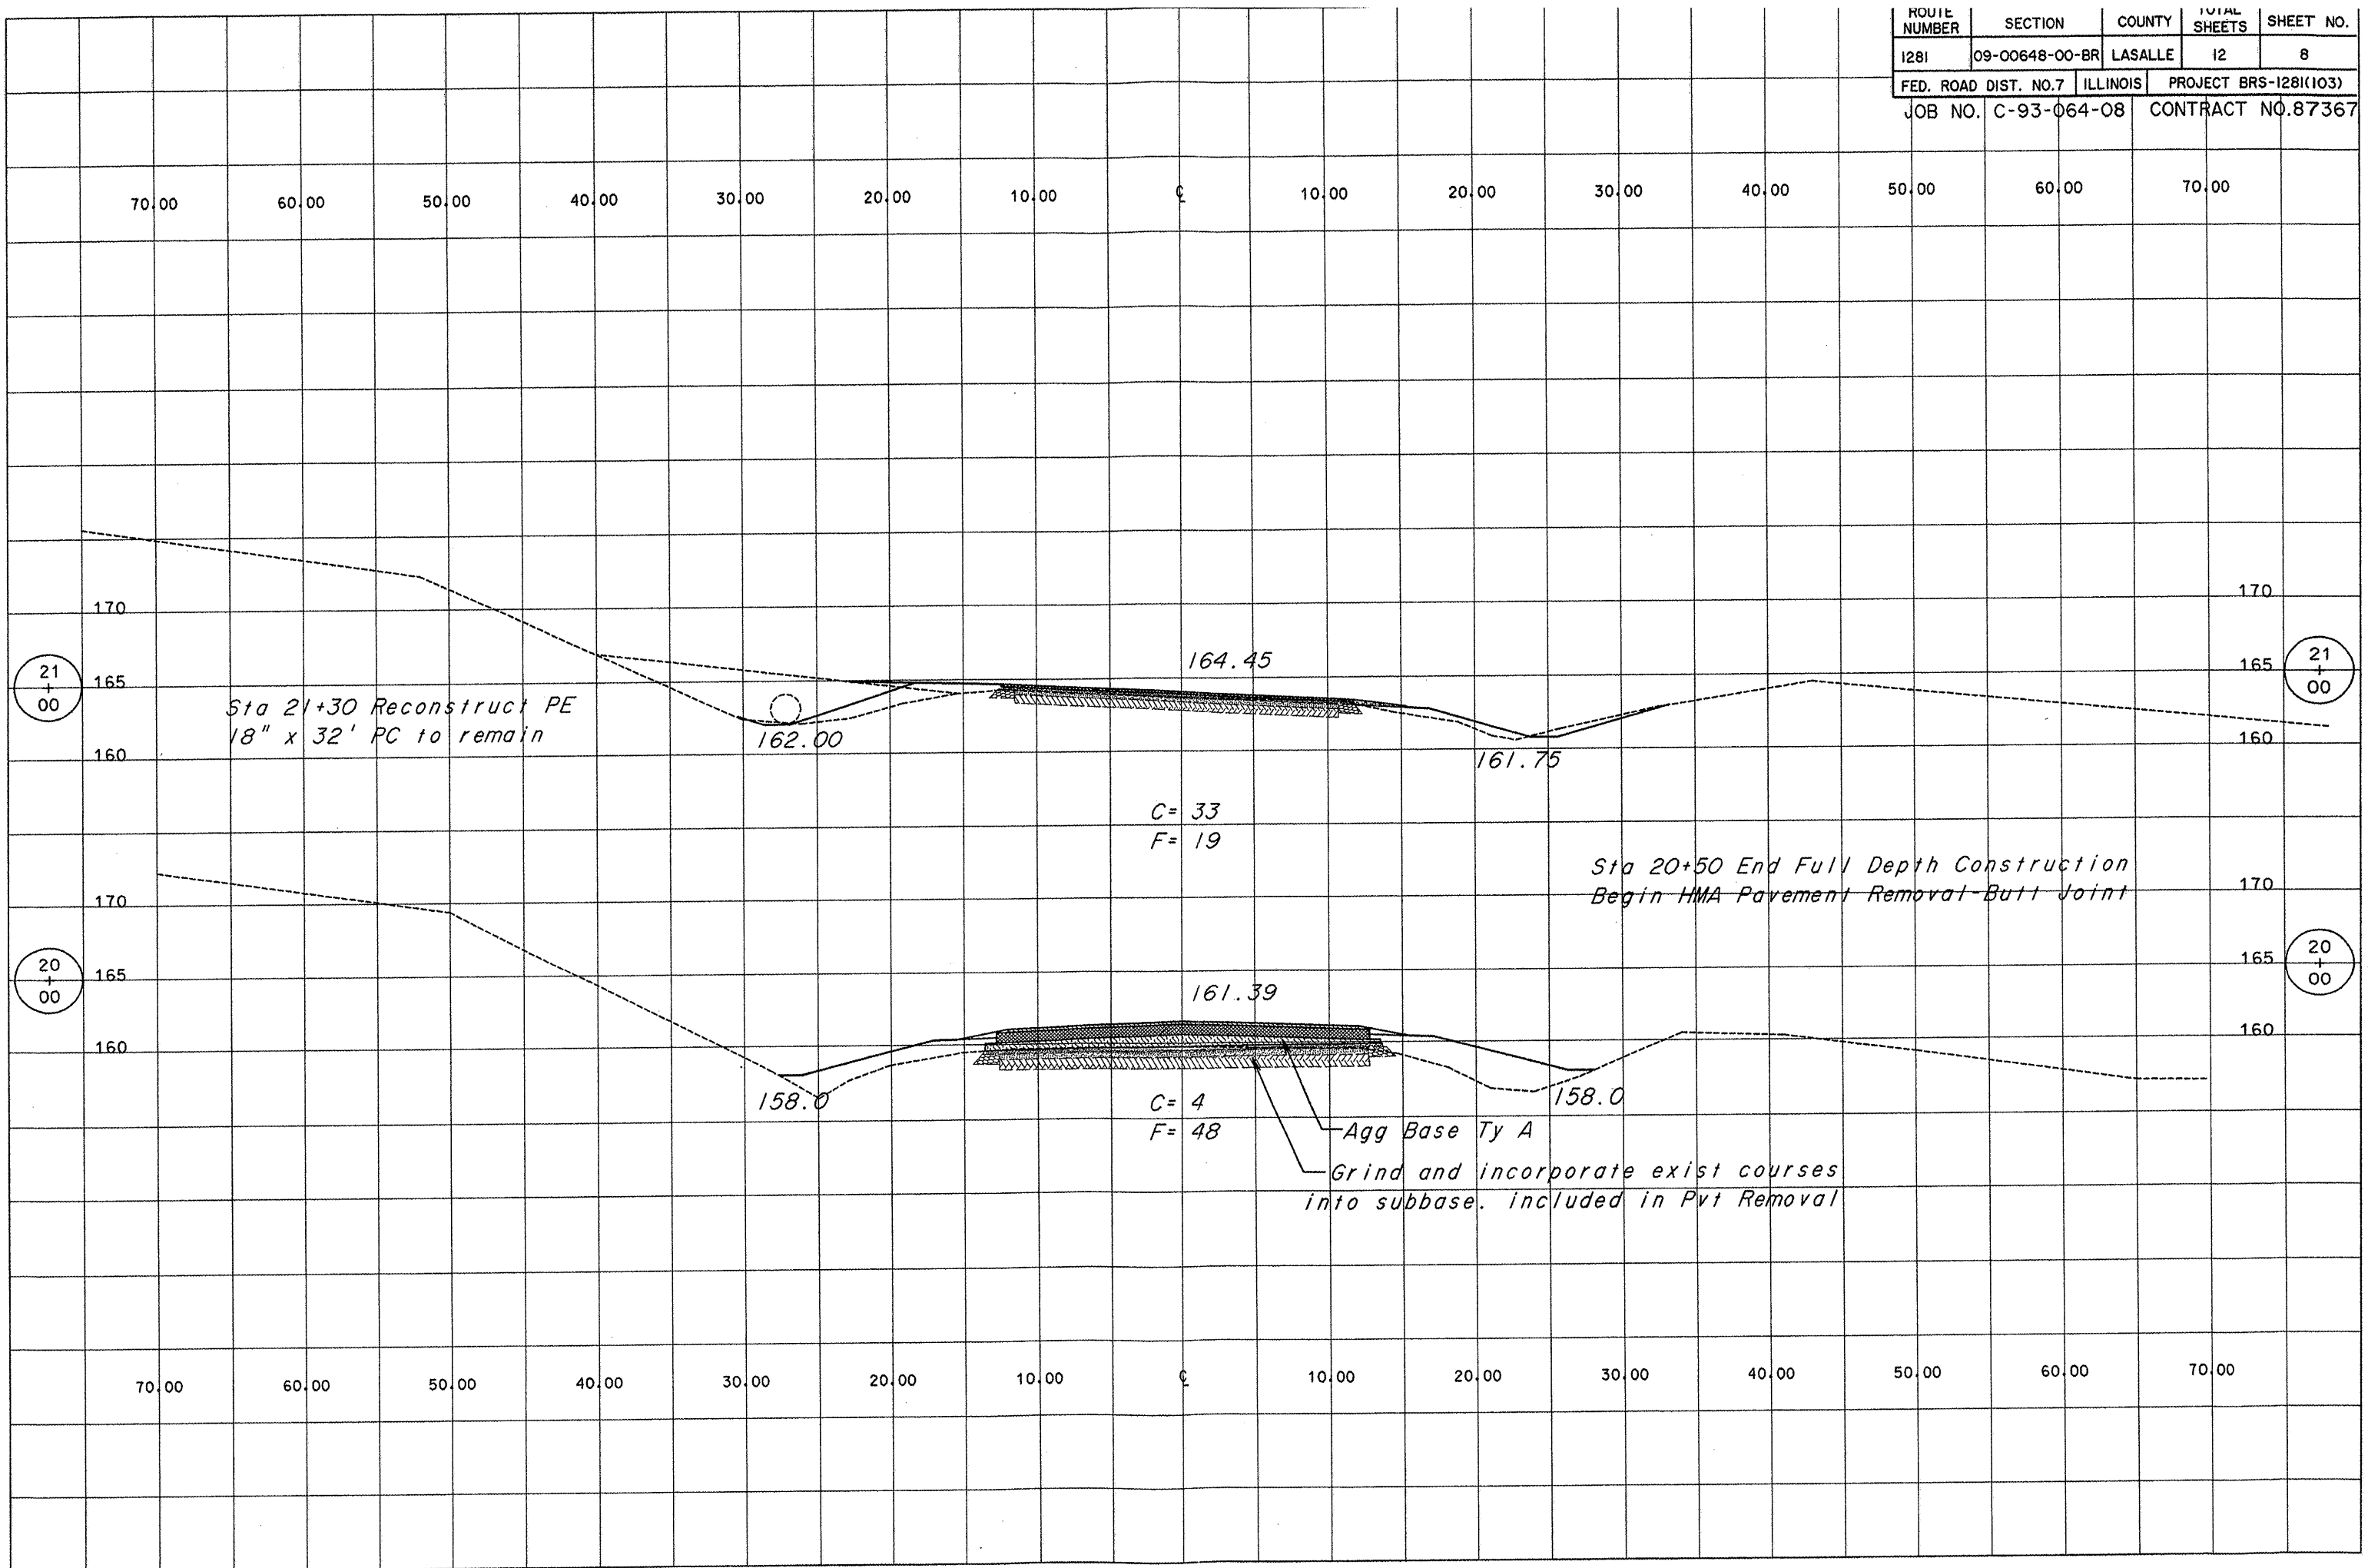 ROUTE NUMBER SECTION COUNTY TOTAL SHEETS SHEET NO.
1281 09-00648-00-BR LASALLE 12 8
FED. ROAD DIST. NO.7 ILLINOIS PROJECT BRS-1281(103)
JOB NO. C-93-064-08 CONTRACT NO.87367
70.00 60.00 50.00 40.00 30.00 20.00 10.00 ℄ 10.00 20.00 30.00 40.00 50.00 60.00 70.00
170 170
164.45
21+00 165 165 21+00
Sta 21+30 Reconstruct PE
18" x 32' PC to remain
162.00
160 160
161.75
C= 33
F= 19
Sta 20+50 End Full Depth Construction
Begin HMA Pavement Removal-Butt Joint
170 170
20+00 165 165 20+00
161.39
160 160
158.0 158.0
C= 4
F= 48
Agg Base Ty A
Grind and incorporate exist courses
into subbase. included in Pvt Removal
70.00 60.00 50.00 40.00 30.00 20.00 10.00 ℄ 10.00 20.00 30.00 40.00 50.00 60.00 70.00